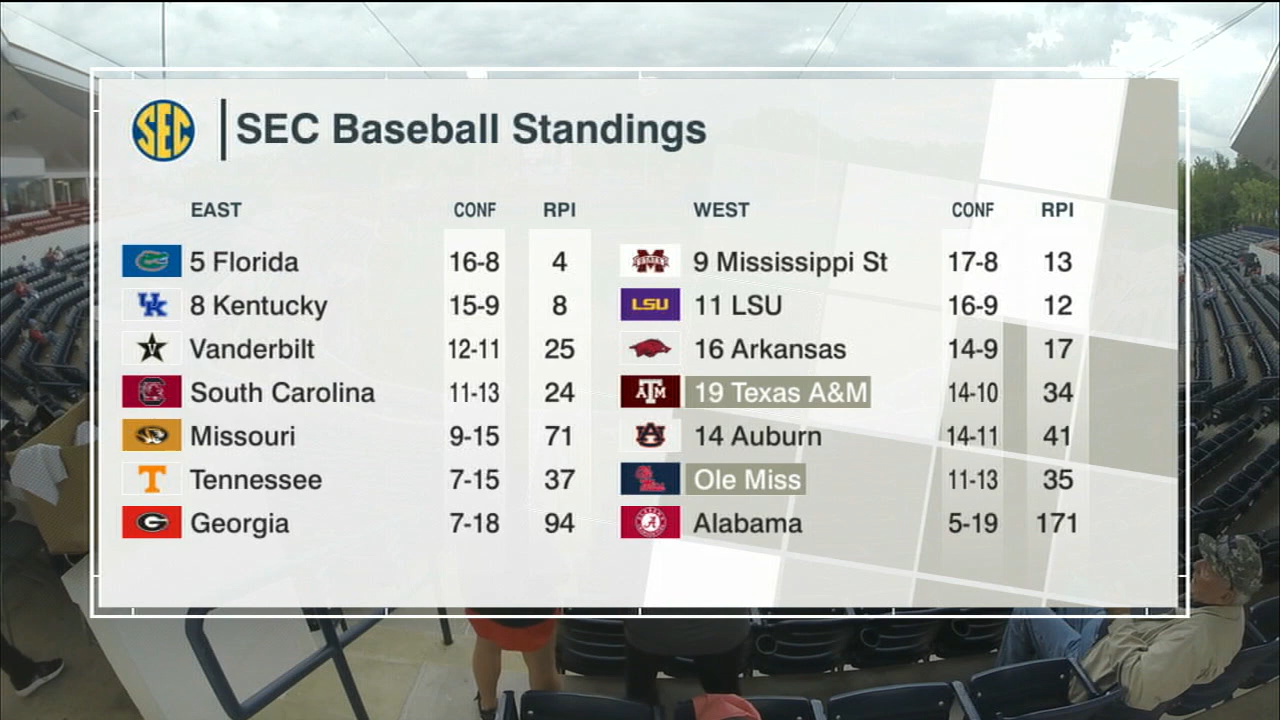 SEC
SEC Baseball Standings
EAST CONF RPI
5 Florida 16-8 4
8 Kentucky 15-9 8
Vanderbilt 12-11 25
South Carolina 11-13 24
Missouri 9-15 71
Tennessee 7-15 37
Georgia 7-18 94
WEST CONF RPI
9 Mississippi St 17-8 13
LSU 11 LSU 16-9 12
16 Arkansas 14-9 17
ATM 19 Texas A&M 14-10 34
14 Auburn 14-11 41
Ole Miss 11-13 35
Alabama 5-19 171